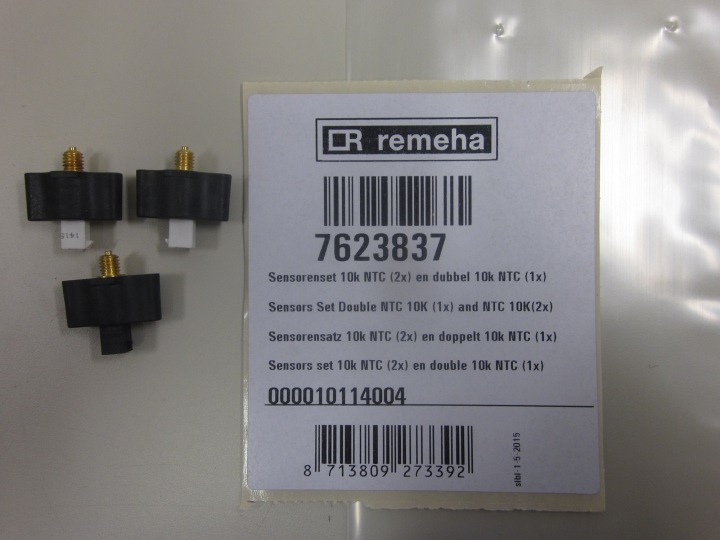 remeha
7623837
Sensorenset 10k NTC (2x) en dubbel 10k NTC (1x)
Sensors Set Double NTC 10K (1x) and NTC 10K(2x)
Sensorensatz 10k NTC (2x) en doppelt 10k NTC (1x)
Sensors set 10k NTC (2x) en double 10k NTC (1x)
000010114004
8 713809 273392
slbi-1-5-2015